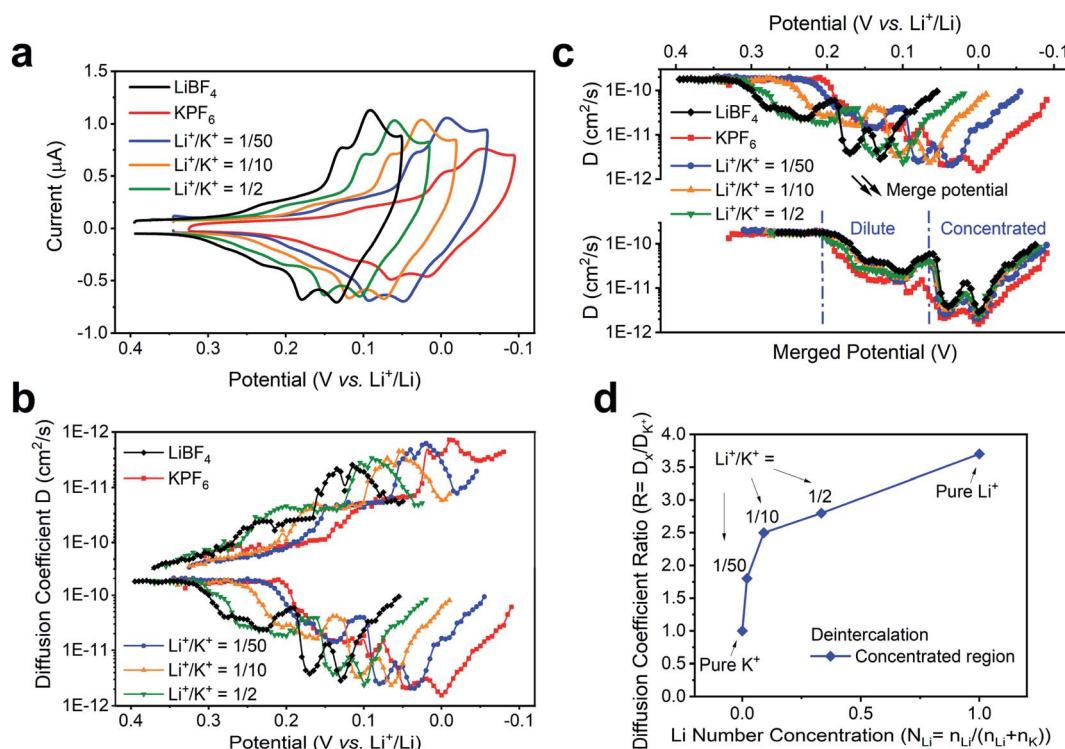 a
1.5
1.0
0.5
0.0
-0.5
-1.0
Current (μA)
LiBF₄
KPF₆
Li⁺/K⁺ = 1/50
Li⁺/K⁺ = 1/10
Li⁺/K⁺ = 1/2
0.4 0.3 0.2 0.1 0.0 -0.1
Potential (V vs. Li⁺/Li)
b
1E-12
1E-11
1E-10
1E-10
1E-11
1E-12
Diffusion Coefficient D (cm²/s)
LiBF₄
KPF₆
Li⁺/K⁺ = 1/50
Li⁺/K⁺ = 1/10
Li⁺/K⁺ = 1/2
0.4 0.3 0.2 0.1 0.0 -0.1
Potential (V vs. Li⁺/Li)
c
Potential (V vs. Li⁺/Li)
0.4 0.3 0.2 0.1 0.0 -0.1
1E-10
1E-11
1E-12
D (cm²/s)
LiBF₄
KPF₆
Li⁺/K⁺ = 1/50
Li⁺/K⁺ = 1/10
Li⁺/K⁺ = 1/2
Merge potential
Dilute
Concentrated
1E-10
1E-11
1E-12
D (cm²/s)
Merged Potential (V)
d
4.0
3.5
3.0
2.5
2.0
1.5
1.0
0.5
0.0
Diffusion Coefficient Ratio (R= Dₓ/D_K⁺)
Li⁺/K⁺ =
1/2
1/10
1/50
Pure Li⁺
Pure K⁺
Deintercalation
Concentrated region
0.0 0.5 1.0
Li Number Concentration (N_Li= n_Li/(n_Li+n_K))